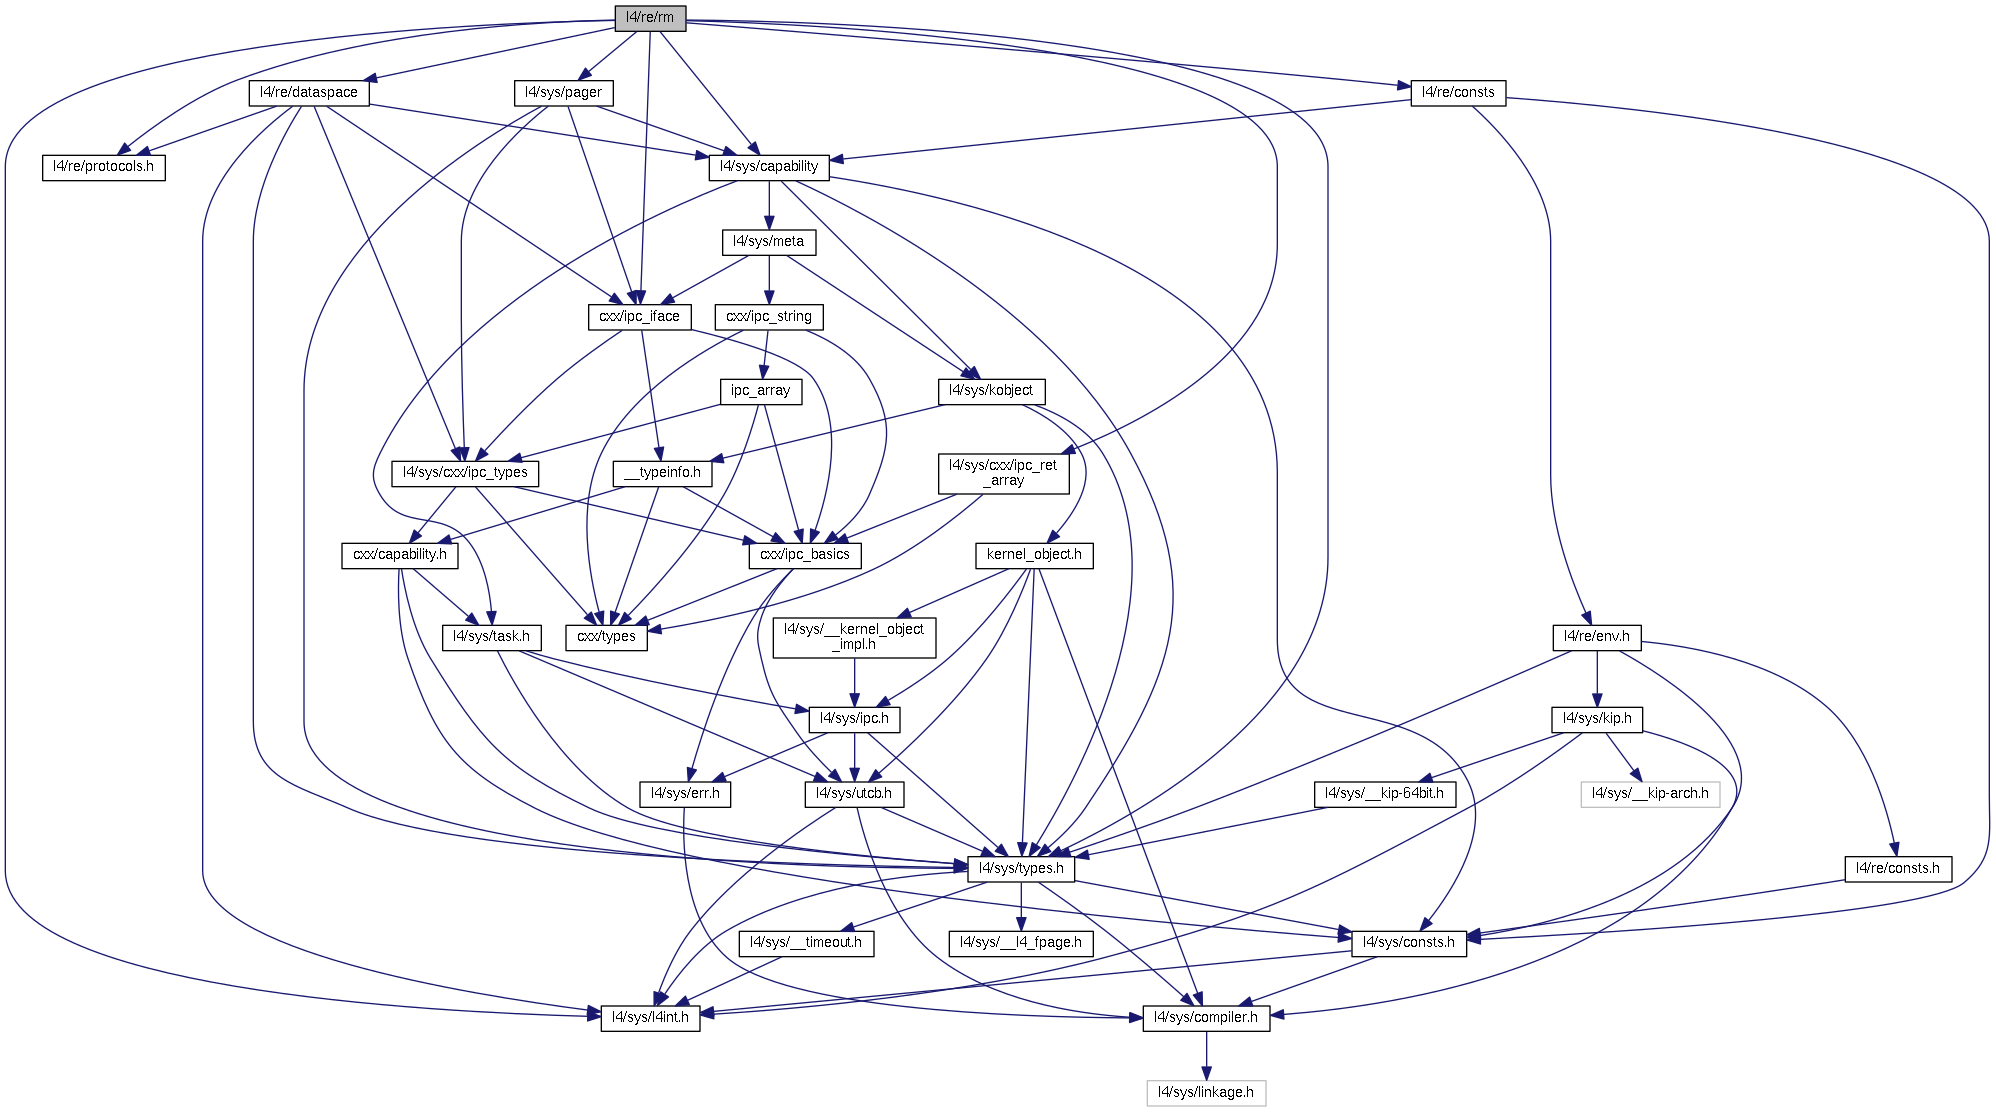 l4/re/rm
l4/re/dataspace
l4/sys/pager
l4/re/consts
l4/re/protocols.h
l4/sys/capability
l4/sys/meta
cxx/ipc_iface
cxx/ipc_string
ipc_array
l4/sys/kobject
l4/sys/cxx/ipc_types
__typeinfo.h
l4/sys/cxx/ipc_ret
_array
cxx/capability.h
cxx/ipc_basics
kernel_object.h
l4/sys/task.h
cxx/types
l4/sys/__kernel_object
_impl.h
l4/re/env.h
l4/sys/ipc.h
l4/sys/kip.h
l4/sys/err.h
l4/sys/utcb.h
l4/sys/__kip-64bit.h
l4/sys/__kip-arch.h
l4/sys/types.h
l4/re/consts.h
l4/sys/__timeout.h
l4/sys/__l4_fpage.h
l4/sys/consts.h
l4/sys/l4int.h
l4/sys/compiler.h
l4/sys/linkage.h